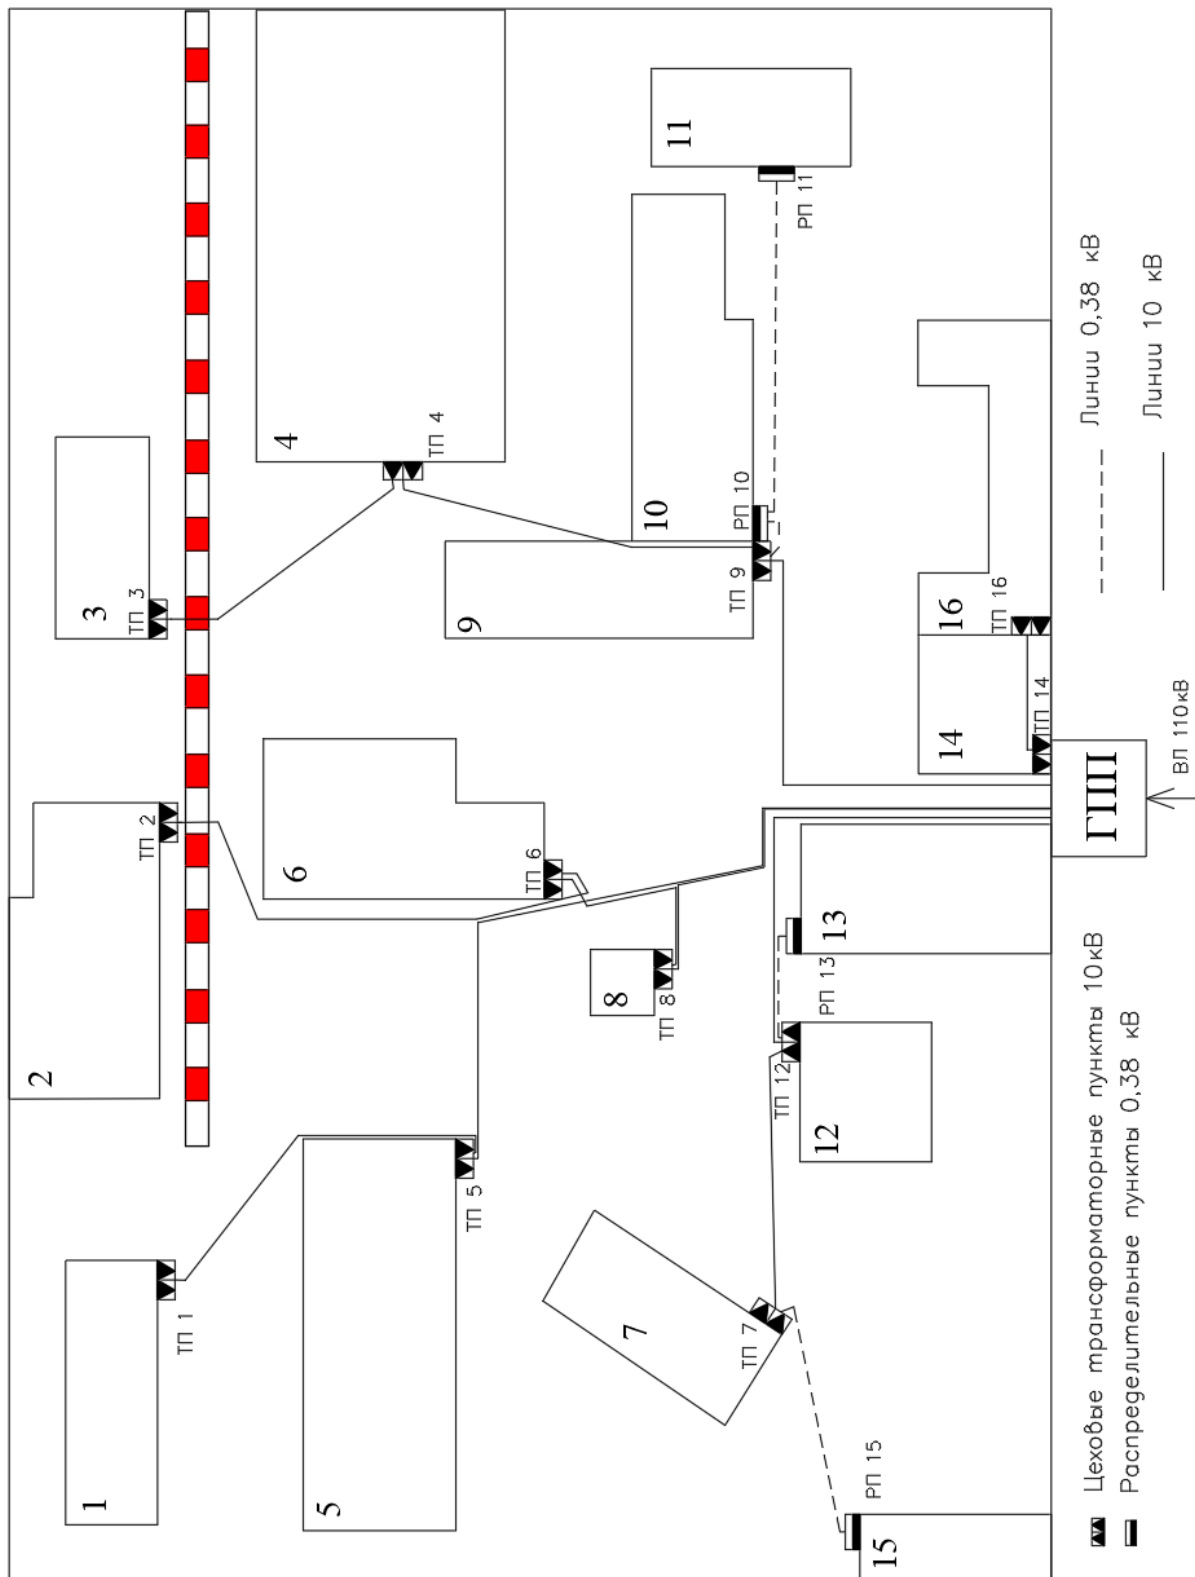 1
ТП 1
2
ТП 2
3
ТП 3
4
ТП 4
5
ТП 5
6
ТП 6
7
ТП 7
8
ТП 8
9
ТП 9
10
РП 10
11
РП 11
12
ТП 12
13
РП 13
14
ТП 14
15
РП 15
16
ТП 16
ГПП
ВЛ 110кВ
Цеховые трансформаторные пункты 10кВ
Распределительные пункты 0,38 кВ
Линии 0,38 кВ
Линии 10 кВ